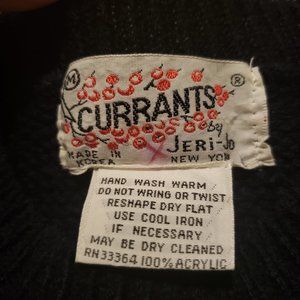 M
CURRANTS®
by
JERI-JO
MADE IN
KOREA
NEW YORK
HAND WASH WARM
DO NOT WRING OR TWIST
RESHAPE DRY FLAT
USE COOL IRON
IF NECESSARY
MAY BE DRY CLEANED
RN33364 100% ACRYLIC